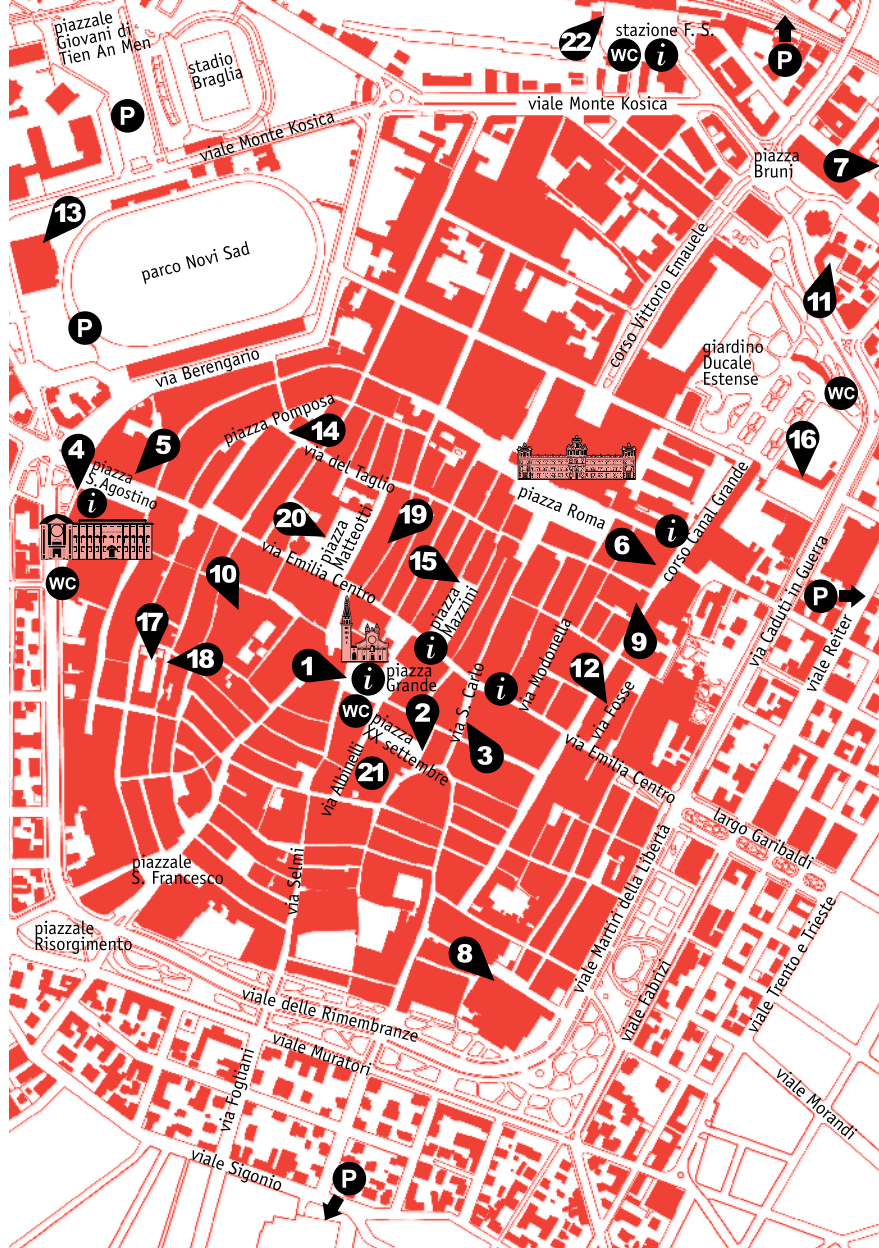 piazzale
Giovani di
Tien An Men
stadio
Braglia
22
stazione F. S.
WC
i
P
P
viale Monte Kosica
viale Monte Kosica
piazza
Bruni
7
13
parco Novi Sad
corso Vittorio Emauele
11
P
via Berengario
giardino
Ducale
Estense
WC
piazza Pomposa
14
16
4
5
piazza
S. Agostino
i
via del Taglio
piazza Roma
corso Canal Grande
20
piazza
Matteotti
19
6
i
via Emilia Centro
WC
10
15
piazza
Mazzini
via Caduti in Guerra
P
viale Reiter
17
18
1
i
piazza
Grande
i
via Modonella
9
12
via Fosse
WC
piazza
XX settembre
2
via S. Carlo
i
3
via Emilia Centro
via Albinelli
21
largo Garibaldi
piazzale
S. Francesco
via Selmi
viale Martiri della Libertà
piazzale
Risorgimento
8
viale Fabrizi
viale Trento e Trieste
viale delle Rimembranze
viale Muratori
via Fogliani
viale Morandi
viale Sigonio
P